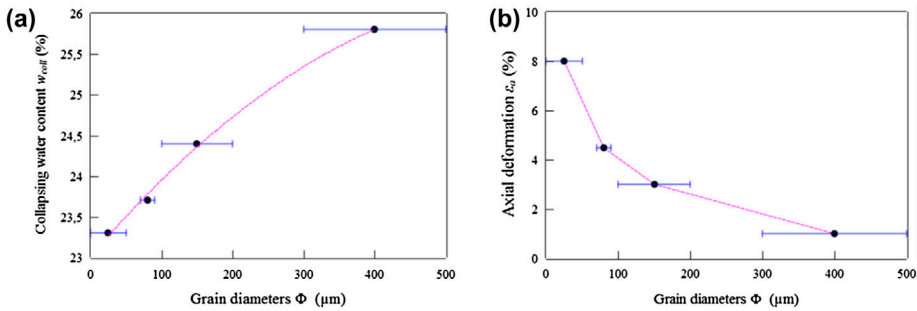 (a)
Collapsing water content w_coll (%)
26
25,5
25
24,5
24
23,5
23
0 100 200 300 400 500
Grain diameters Φ (µm)
(b)
Axial deformation ε_a (%)
10
8
6
4
2
0
0 100 200 300 400 500
Grain diameters Φ (µm)